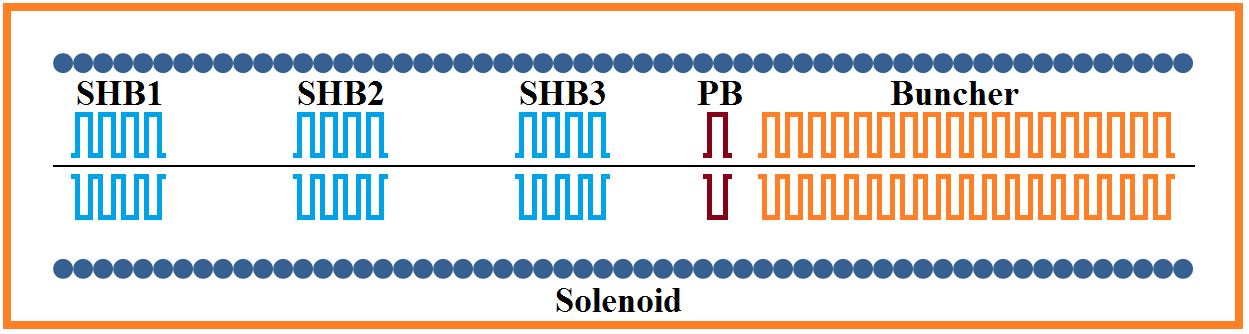 SHB1 SHB2 SHB3 PB Buncher
Solenoid